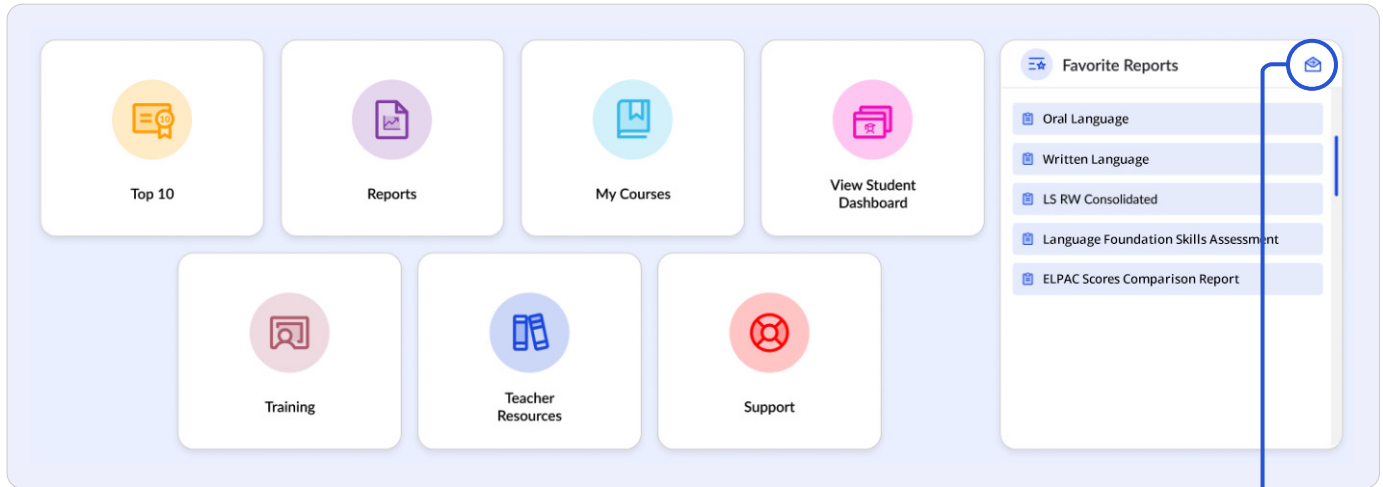 Top 10
Reports
My Courses
View Student
Dashboard
Training
Teacher
Resources
Support
Favorite Reports
Oral Language
Written Language
LS RW Consolidated
Language Foundation Skills Assessment
ELPAC Scores Comparison Report
10